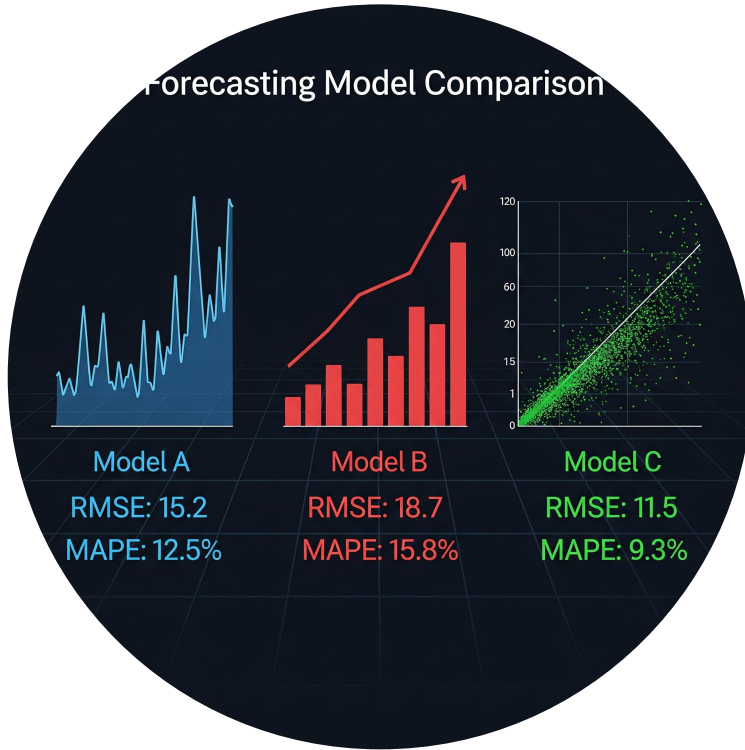 Forecasting Model Comparison
120
100
60
20
15
1
0
Model A
RMSE: 15.2
MAPE: 12.5%
Model B
RMSE: 18.7
MAPE: 15.8%
Model C
RMSE: 11.5
MAPE: 9.3%